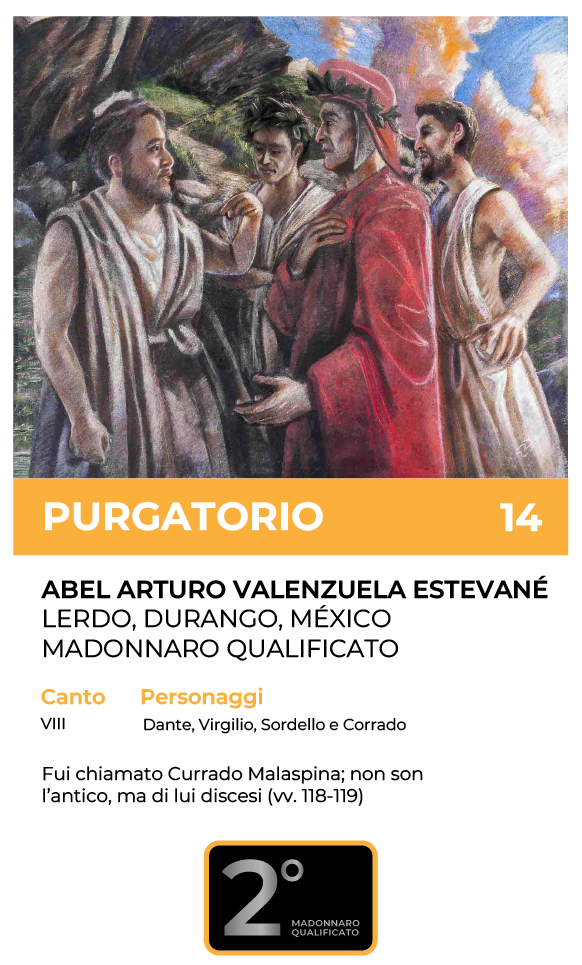 PURGATORIO 14
ABEL ARTURO VALENZUELA ESTEVANÉ
LERDO, DURANGO, MÉXICO
MADONNARO QUALIFICATO
Canto Personaggi
VIII Dante, Virgilio, Sordello e Corrado
Fui chiamato Currado Malaspina; non son
l'antico, ma di lui discesi (vv. 118-119)
2°
MADONNARO
QUALIFICATO